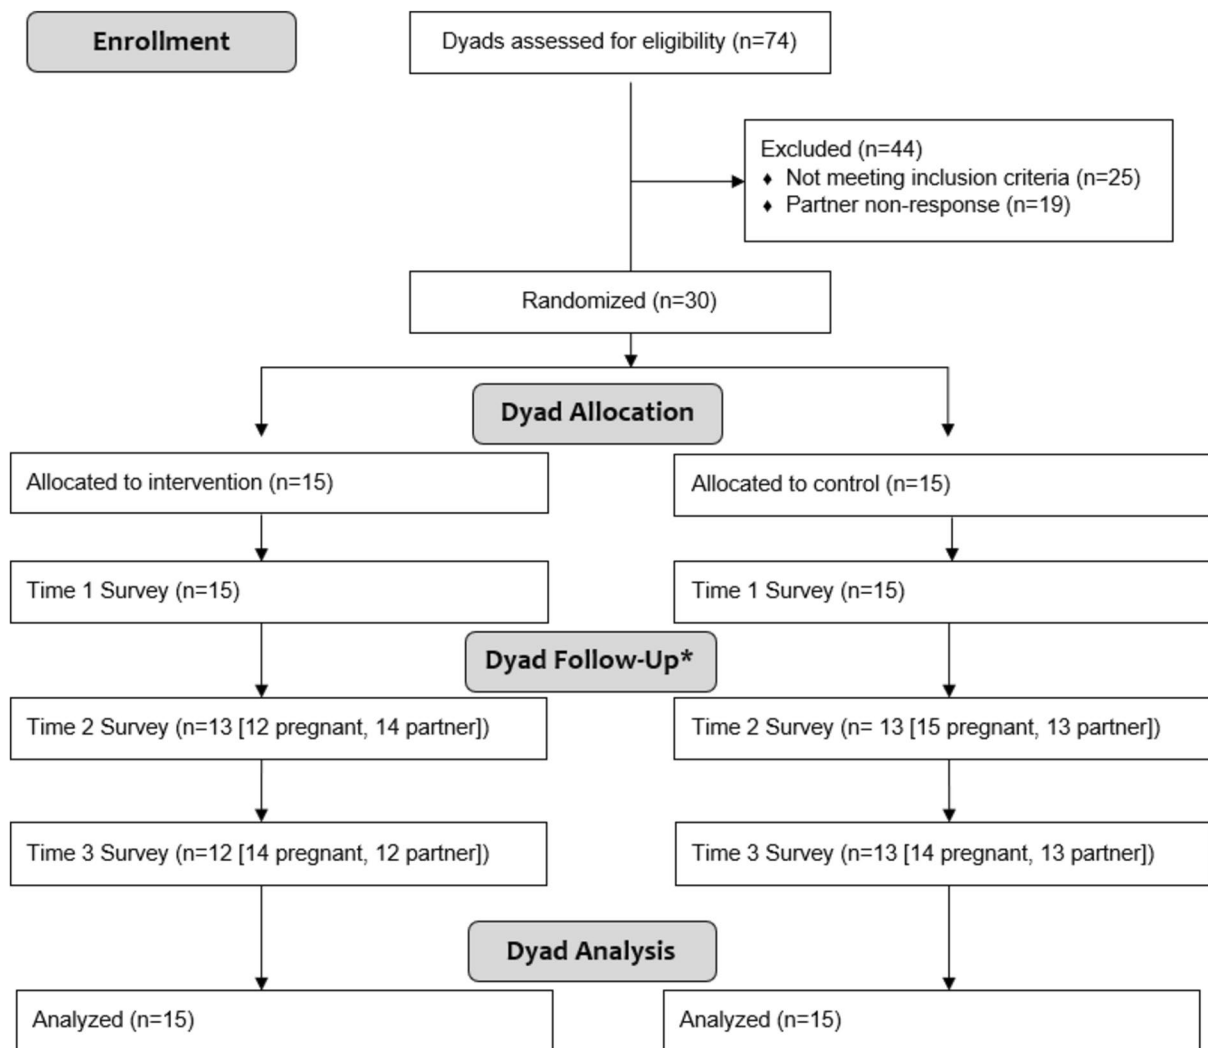 Enrollment
Dyads assessed for eligibility (n=74)
Excluded (n=44)
♦ Not meeting inclusion criteria (n=25)
♦ Partner non-response (n=19)
Randomized (n=30)
Dyad Allocation
Allocated to intervention (n=15)
Allocated to control (n=15)
Time 1 Survey (n=15)
Time 1 Survey (n=15)
Dyad Follow-Up*
Time 2 Survey (n=13 [12 pregnant, 14 partner])
Time 2 Survey (n= 13 [15 pregnant, 13 partner])
Time 3 Survey (n=12 [14 pregnant, 12 partner])
Time 3 Survey (n=13 [14 pregnant, 13 partner])
Dyad Analysis
Analyzed (n=15)
Analyzed (n=15)